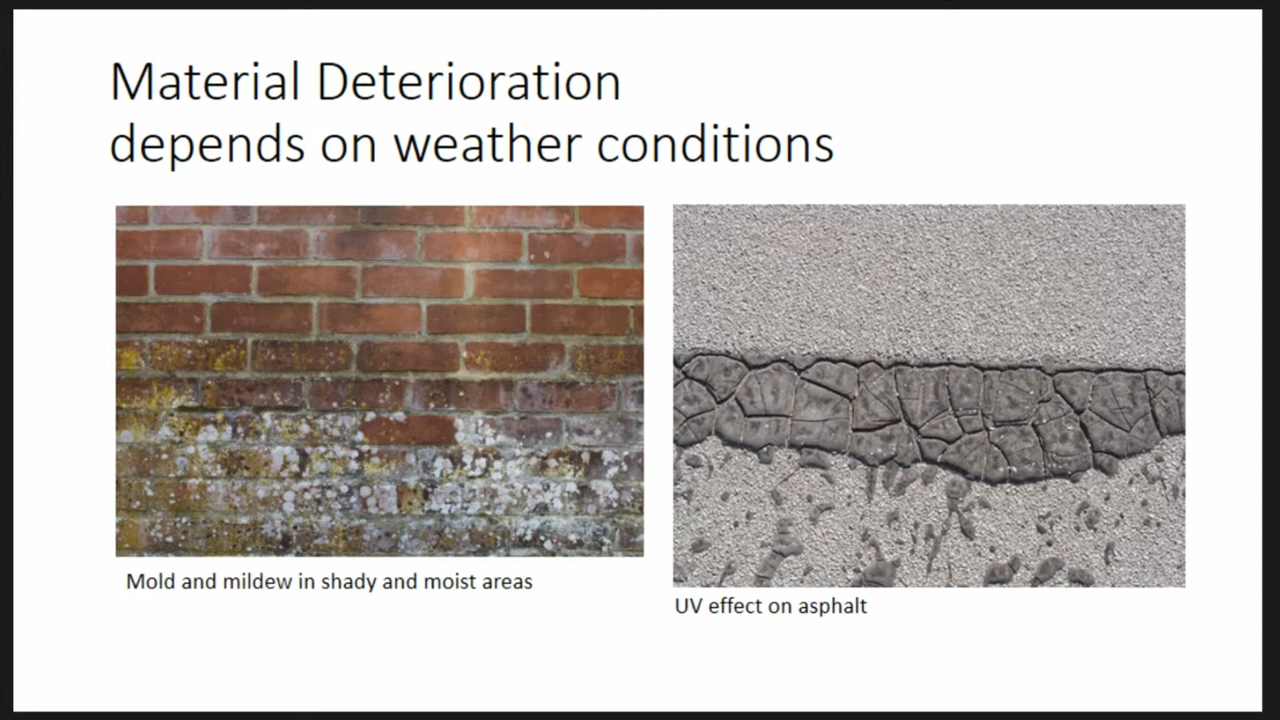 Material Deterioration
depends on weather conditions
Mold and mildew in shady and moist areas
UV effect on asphalt